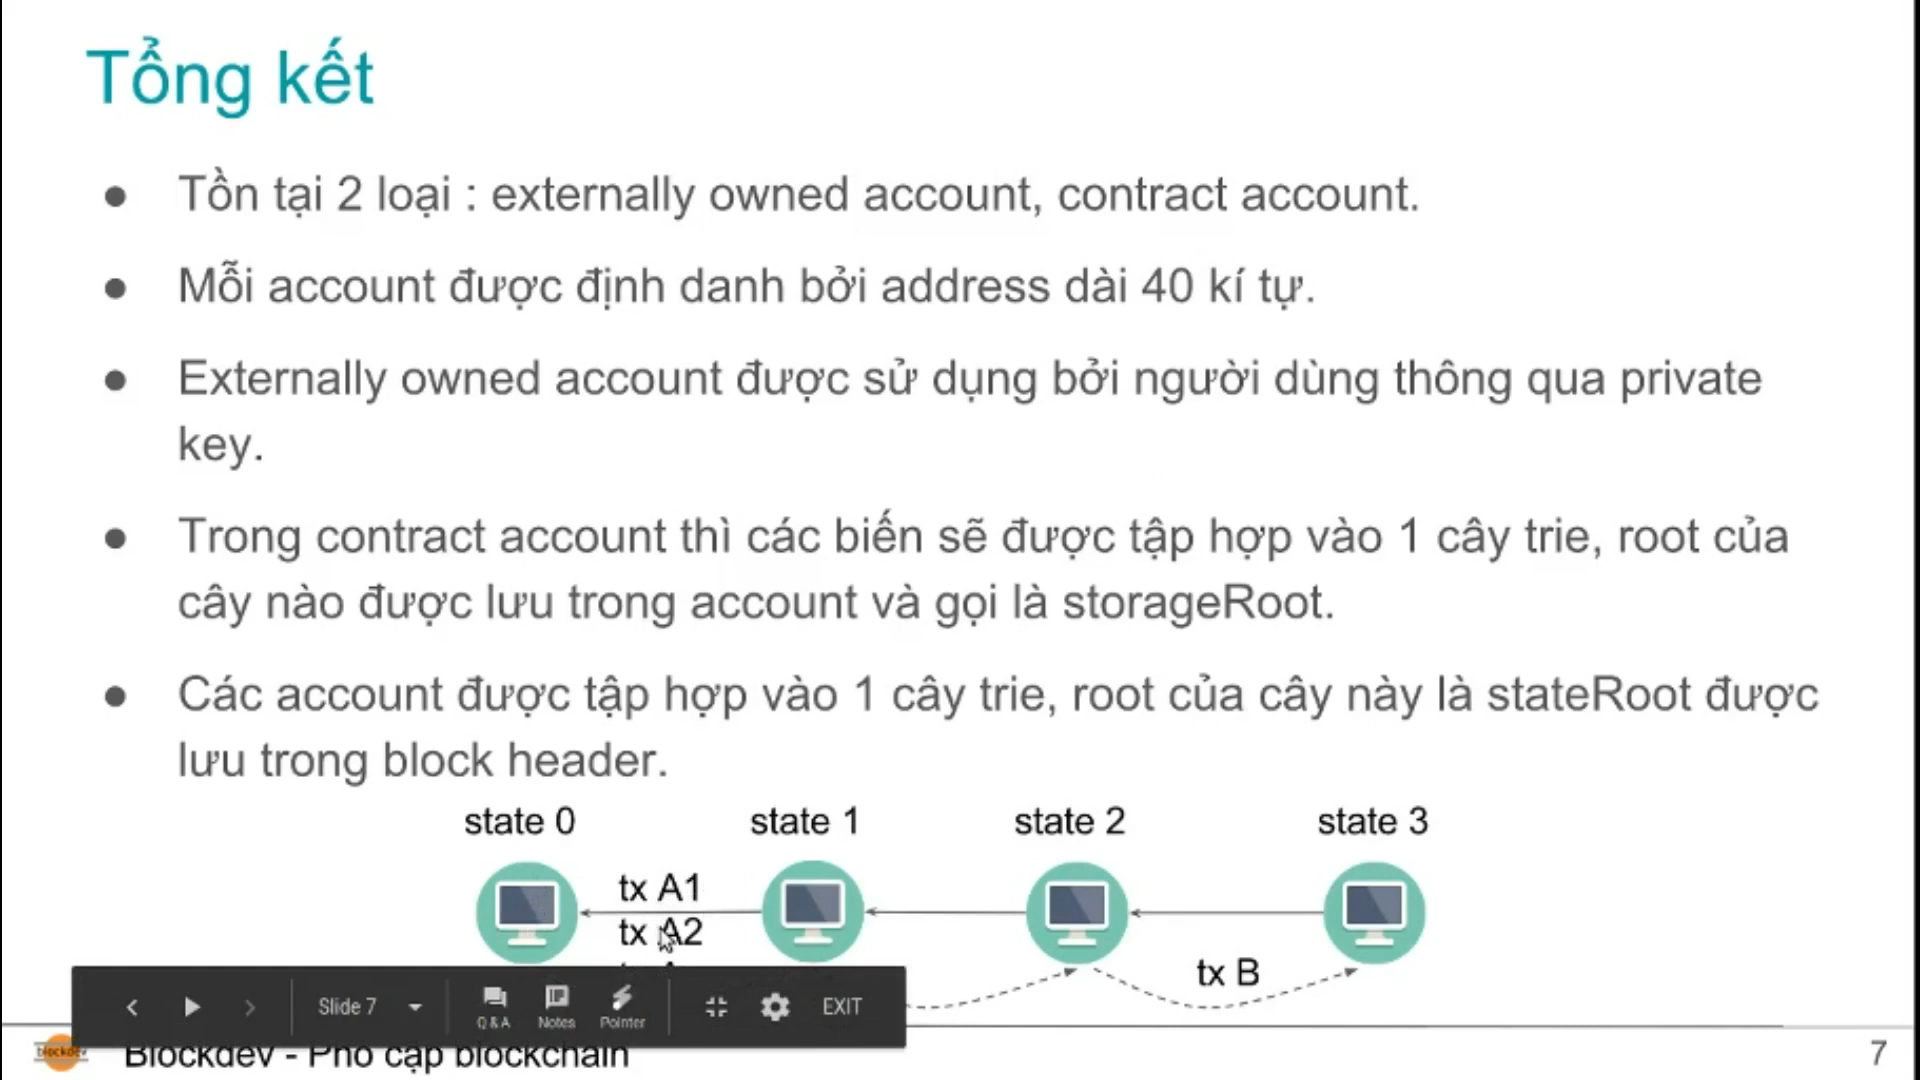 Tổng kết
● Tồn tại 2 loại : externally owned account, contract account.
● Mỗi account được định danh bởi address dài 40 kí tự.
● Externally owned account được sử dụng bởi người dùng thông qua private
key.
● Trong contract account thì các biến sẽ được tập hợp vào 1 cây trie, root của
cây nào được lưu trong account và gọi là storageRoot.
● Các account được tập hợp vào 1 cây trie, root của cây này là stateRoot được
lưu trong block header.
state 0 state 1 state 2 state 3
tx A1
tx A2
tx B
Slide 7 Q & A Notes Pointer EXIT
blockdev Blockdev - Phổ cập blockchain 7